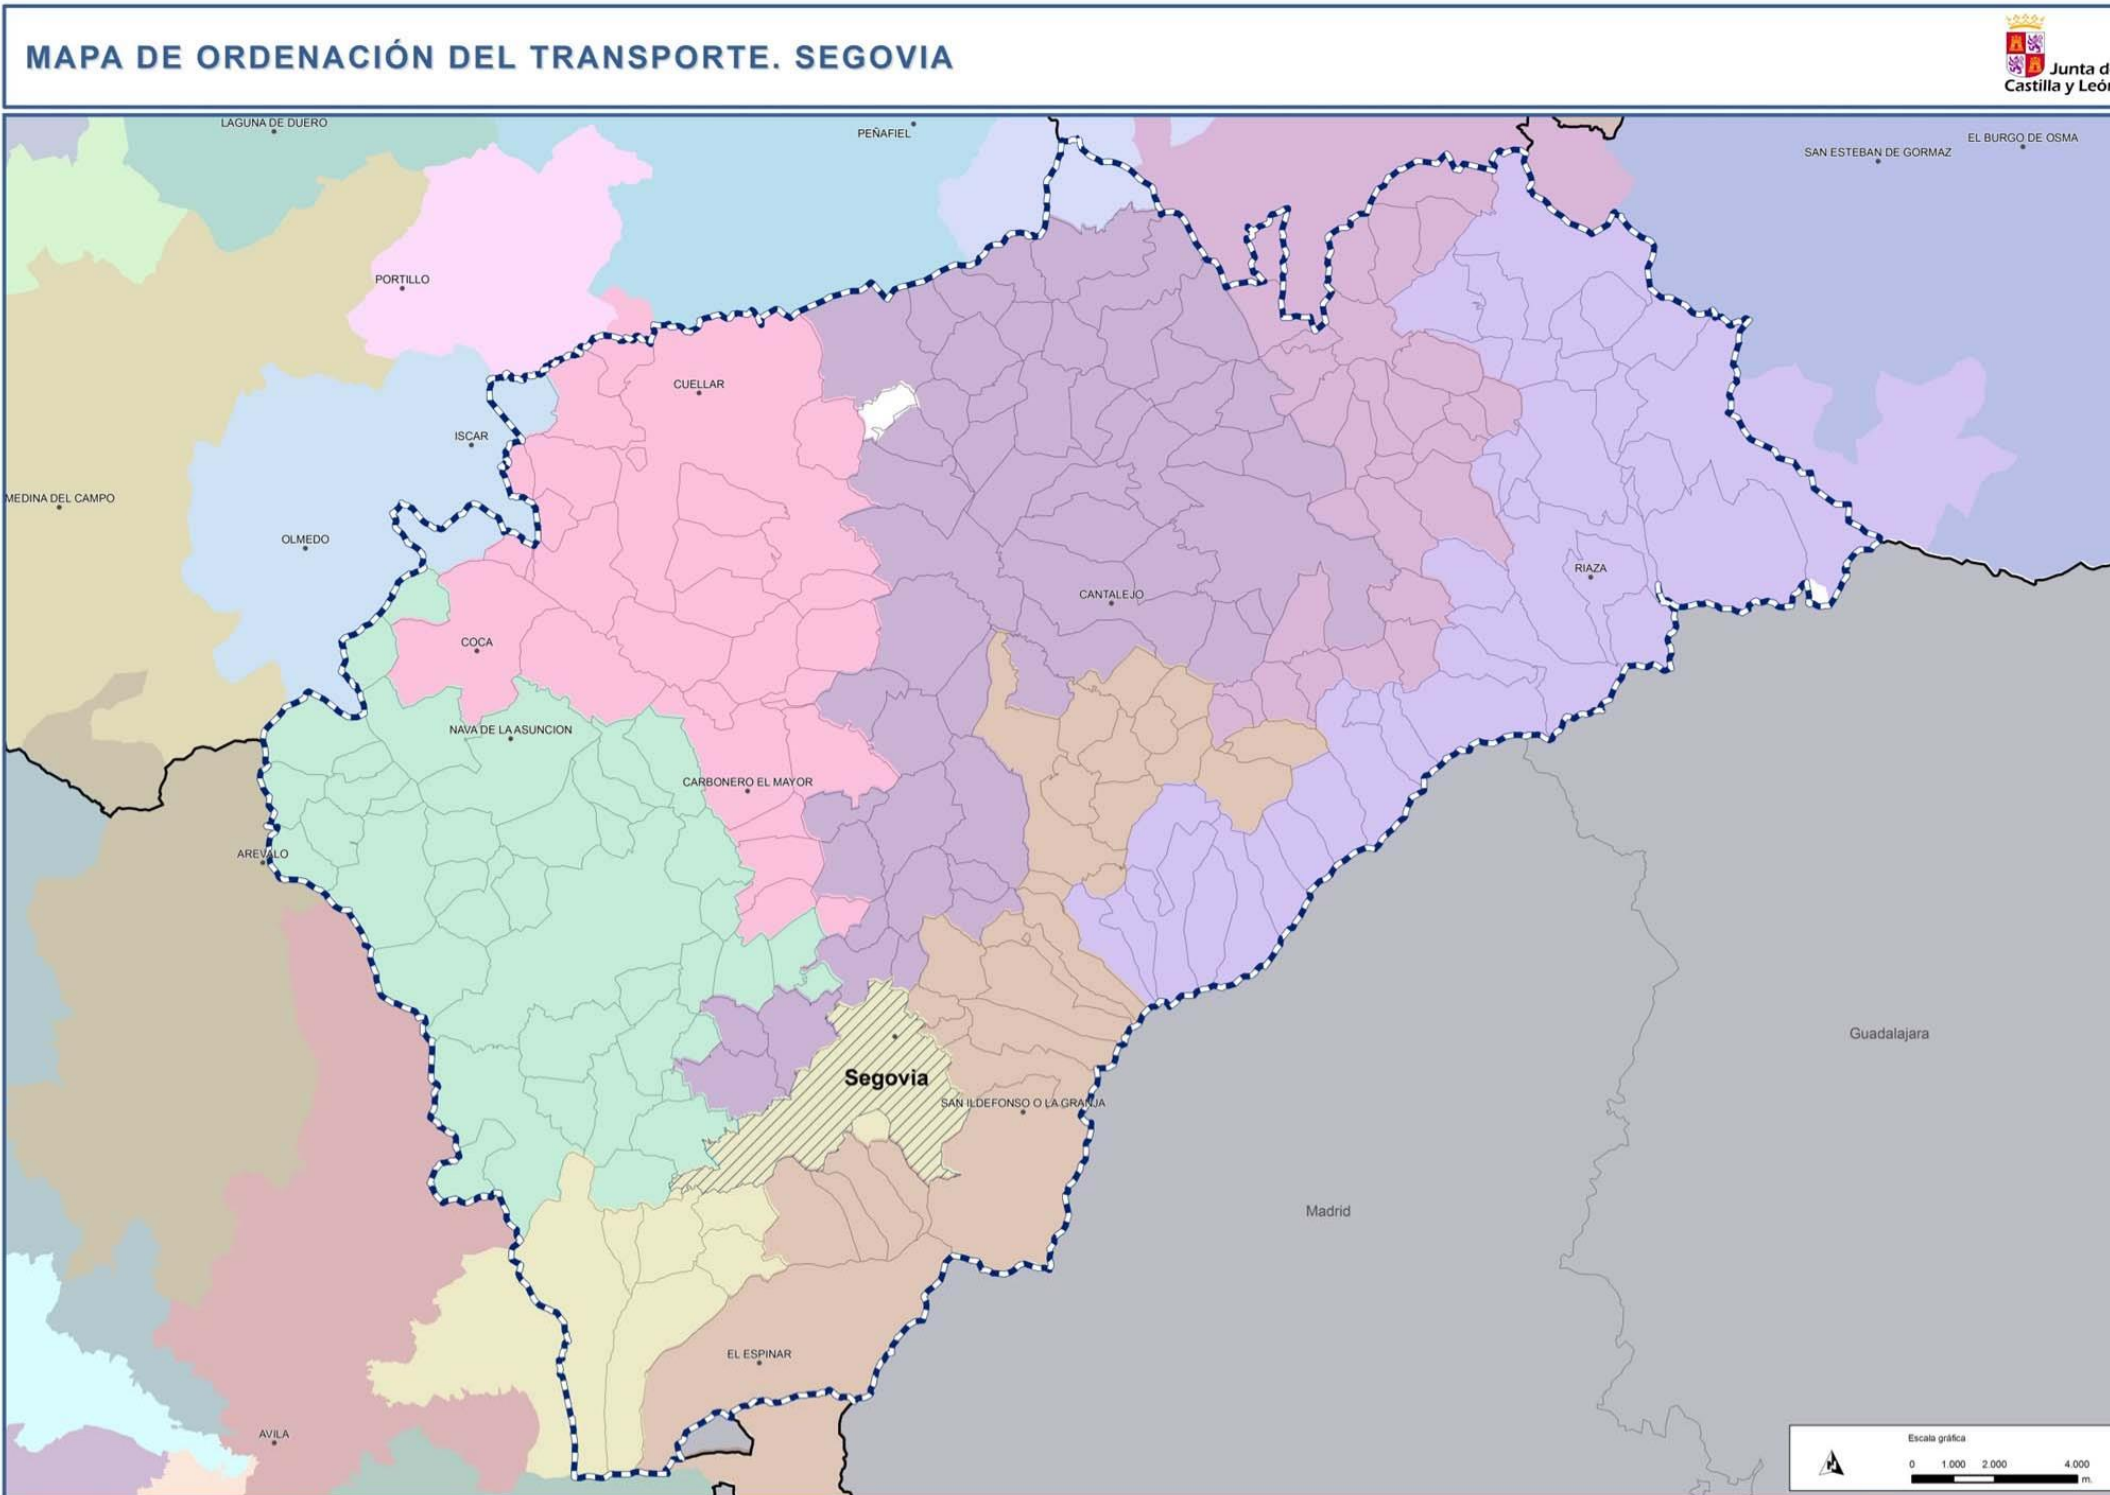 MAPA DE ORDENACIÓN DEL TRANSPORTE. SEGOVIA
Junta d
Castilla y León
LAGUNA DE DUERO
PEÑAFIEL
EL BURGO DE OSMA
SAN ESTEBAN DE GORMAZ
PORTILLO
CUELLAR
ISCAR
MEDINA DEL CAMPO
OLMEDO
RIAZA
CANTALEJO
COCA
NAVA DE LA ASUNCION
CARBONERO EL MAYOR
AREVALO
Guadalajara
Segovia
SAN ILDEFONSO O LA GRANJA
Madrid
EL ESPINAR
AVILA
Escala gráfica
0 1.000 2.000 4.000
m.